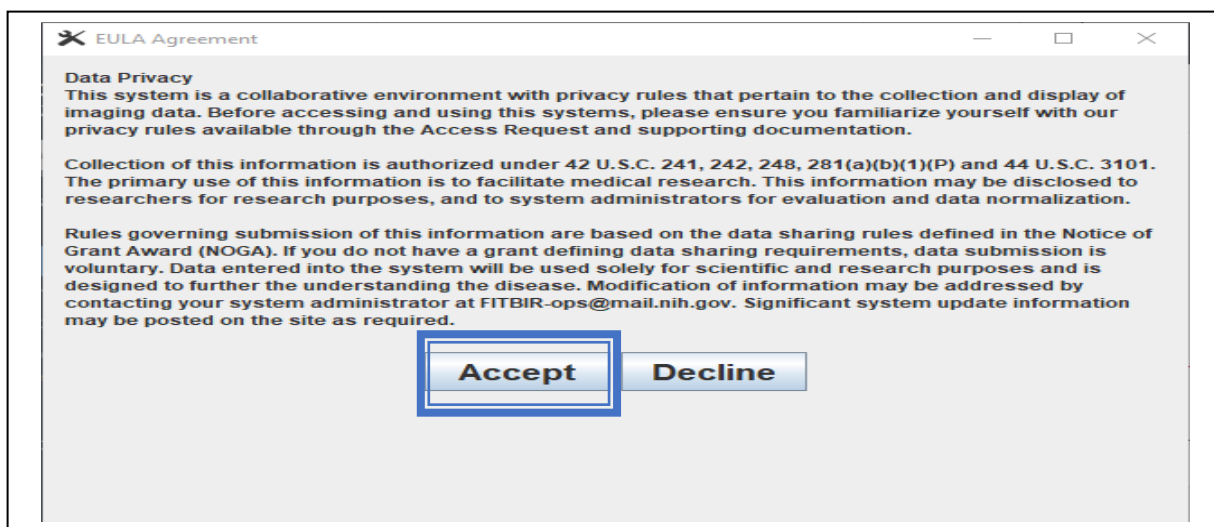 EULA Agreement
Data Privacy
This system is a collaborative environment with privacy rules that pertain to the collection and display of
imaging data. Before accessing and using this systems, please ensure you familiarize yourself with our
privacy rules available through the Access Request and supporting documentation.
Collection of this information is authorized under 42 U.S.C. 241, 242, 248, 281(a)(b)(1)(P) and 44 U.S.C. 3101.
The primary use of this information is to facilitate medical research. This information may be disclosed to
researchers for research purposes, and to system administrators for evaluation and data normalization.
Rules governing submission of this information are based on the data sharing rules defined in the Notice of
Grant Award (NOGA). If you do not have a grant defining data sharing requirements, data submission is
voluntary. Data entered into the system will be used solely for scientific and research purposes and is
designed to further the understanding the disease. Modification of information may be addressed by
contacting your system administrator at FITBIR-ops@mail.nih.gov. Significant system update information
may be posted on the site as required.
Accept Decline